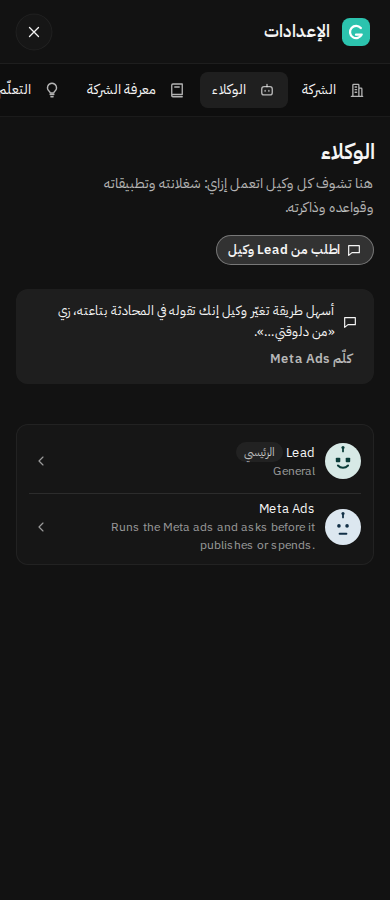 الإعدادات
الشركة
الوكلاء
معرفة الشركة
التعلّم
الوكلاء
هنا تشوف كل وكيل اتعمل إزاي: شغلانته وتطبيقاته
وقواعده وذاكرته.
اطلب من Lead وكيل
أسهل طريقة تغيّر وكيل إنك تقوله في المحادثة بتاعته، زي
«من دلوقتي...».
كلّم Meta Ads
Lead الرئيسي
General
Meta Ads
Runs the Meta ads and asks before it
publishes or spends.